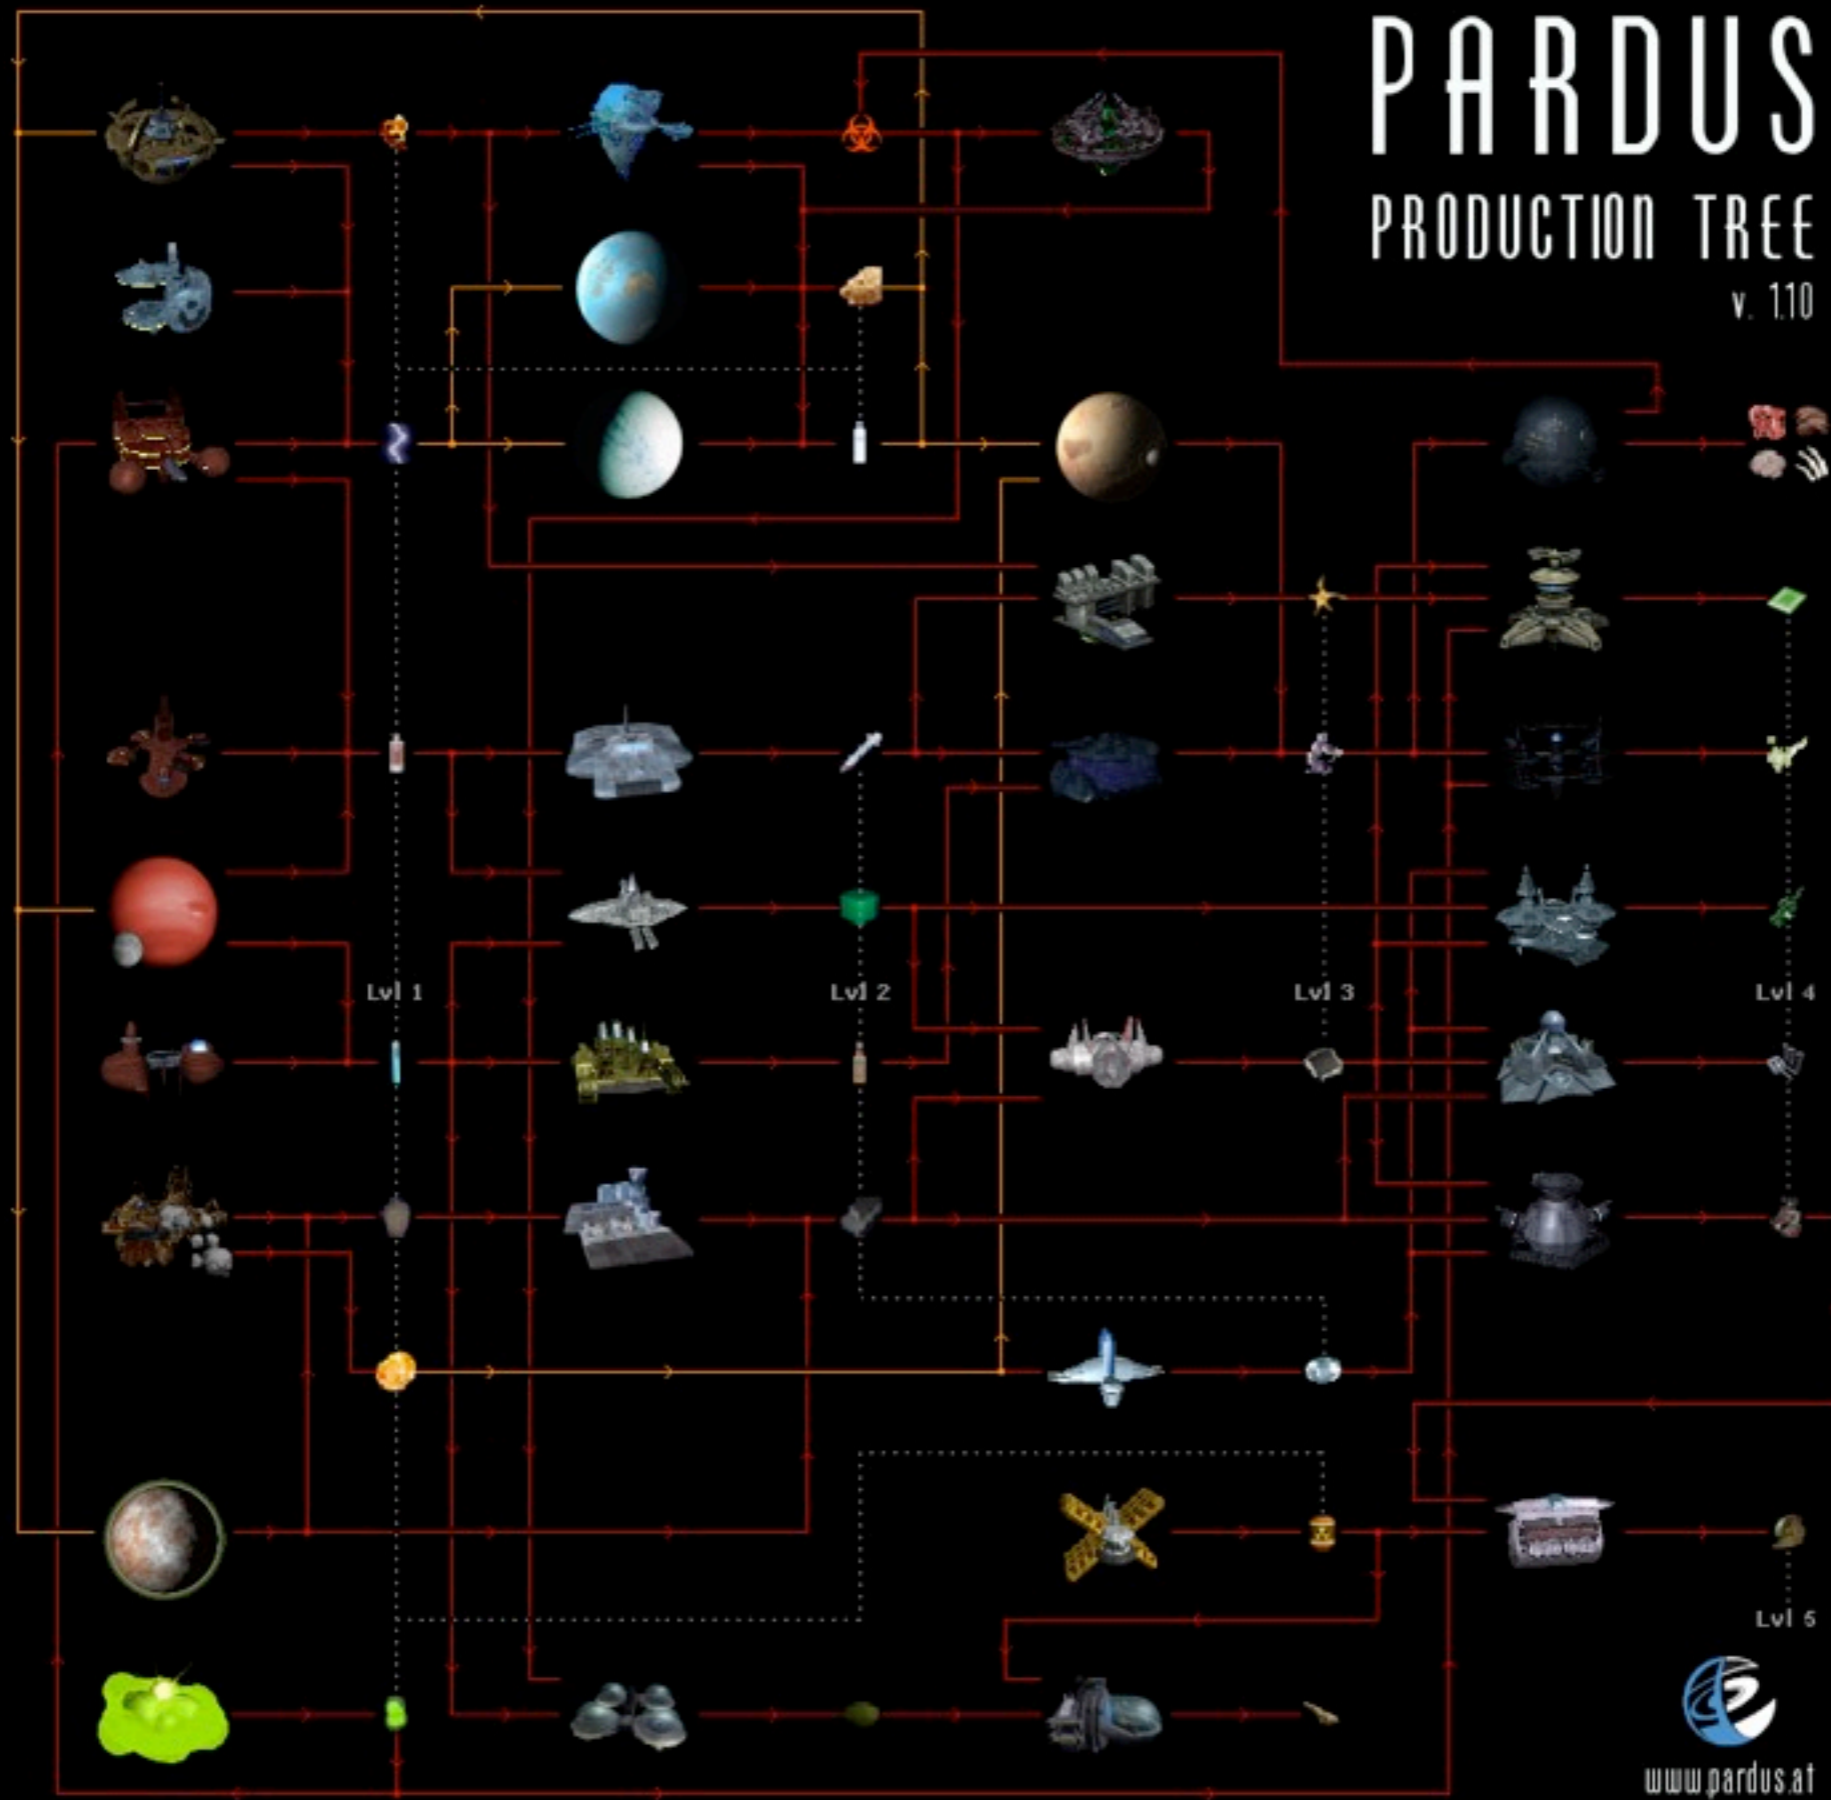 PARDUS
PRODUCTION TREE
v. 1.10
Lvl 1
Lvl 2
Lvl 3
Lvl 4
Lvl 5
www.pardus.at